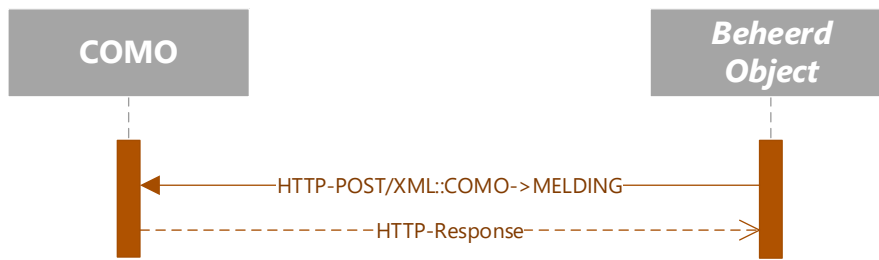 COMO
Beheerd
Object
HTTP-POST/XML::COMO->MELDING
HTTP-Response